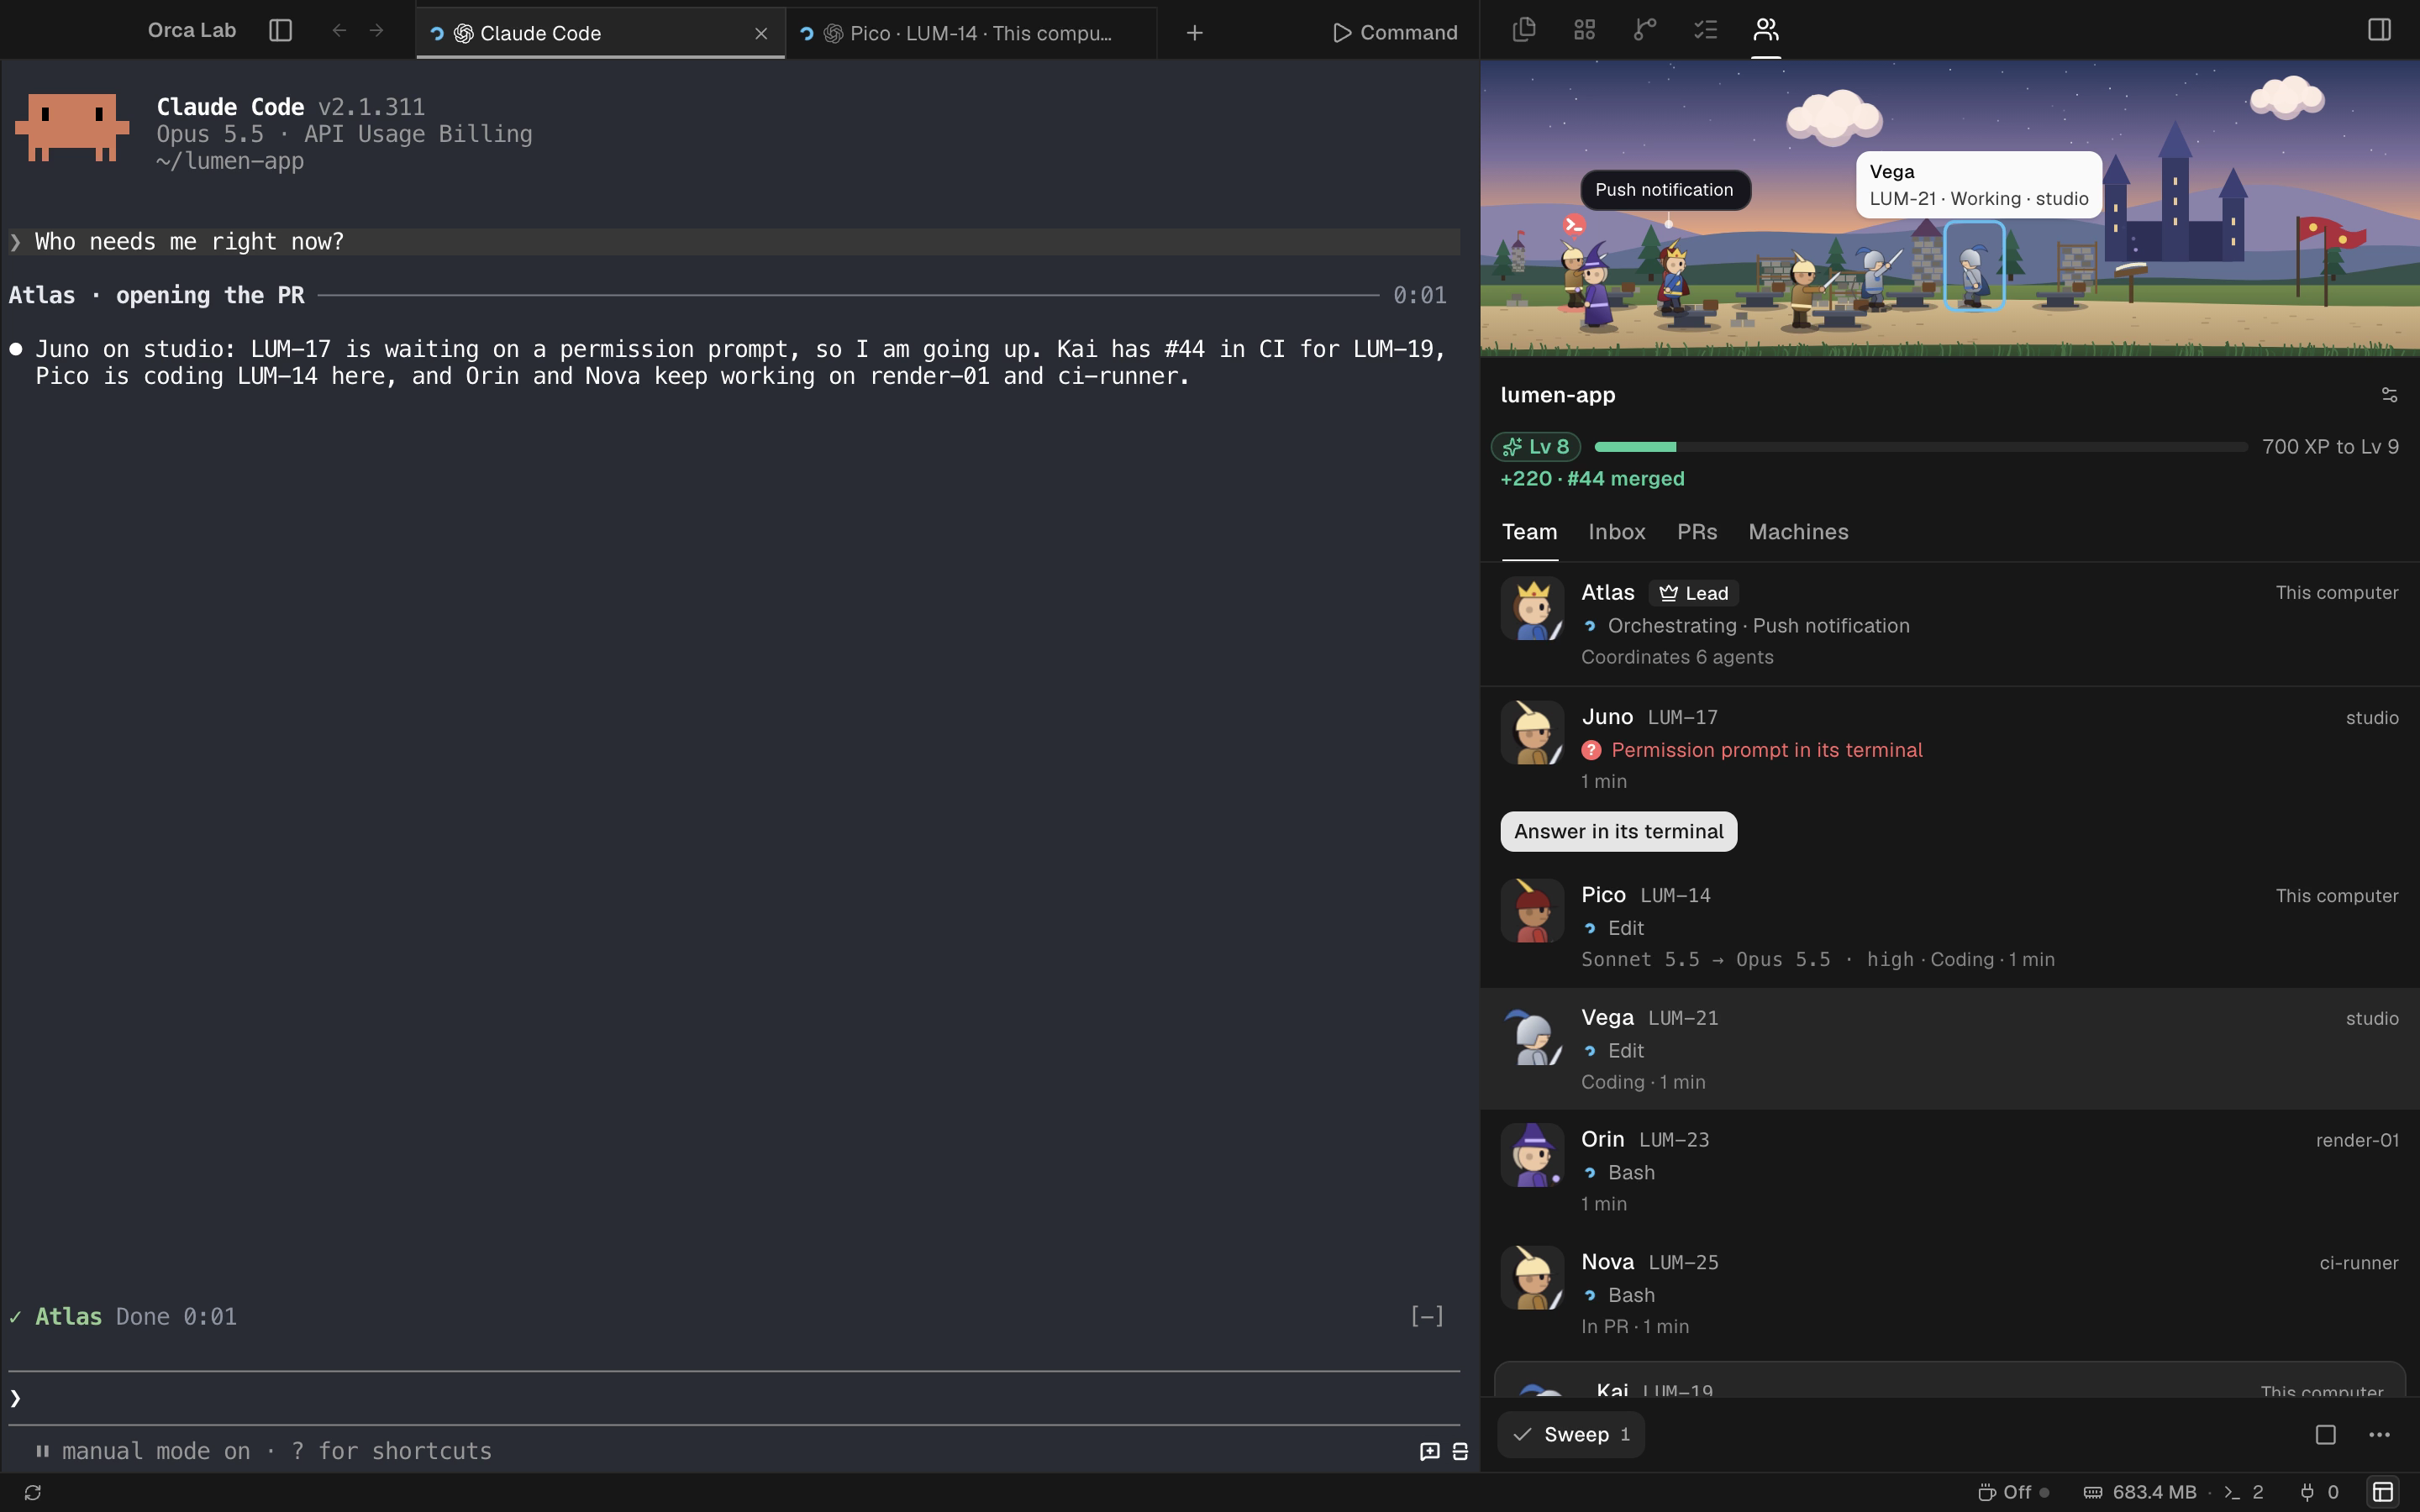 Orca Lab
Claude Code
Pico · LUM-14 · This compu...
Command
Claude Code v2.1.311
Opus 5.5 · API Usage Billing
~/lumen-app
❯ Who needs me right now?
Atlas · opening the PR 0:01
● Juno on studio: LUM-17 is waiting on a permission prompt, so I am going up. Kai has #44 in CI for LUM-19,
Pico is coding LUM-14 here, and Orin and Nova keep working on render-01 and ci-runner.
✓ Atlas Done 0:01 [-]
❯
manual mode on · ? for shortcuts
Push notification
Vega
LUM-21 · Working · studio
lumen-app
Lv 8
700 XP to Lv 9
+220 · #44 merged
Team Inbox PRs Machines
Atlas Lead This computer
Orchestrating · Push notification
Coordinates 6 agents
Juno LUM-17 studio
Permission prompt in its terminal
1 min
Answer in its terminal
Pico LUM-14 This computer
Edit
Sonnet 5.5 → Opus 5.5 · high · Coding · 1 min
Vega LUM-21 studio
Edit
Coding · 1 min
Orin LUM-23 render-01
Bash
1 min
Nova LUM-25 ci-runner
Bash
In PR · 1 min
Kai LUM-19 This computer
Sweep 1
Off 683.4 MB · 2 0